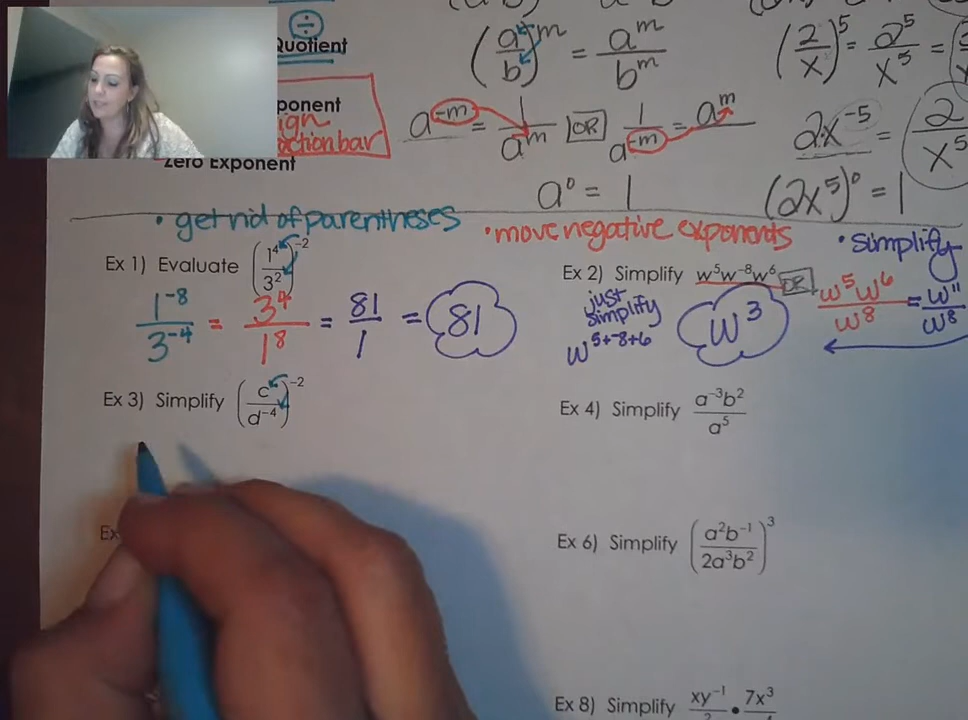 ÷
Quotient
(a/b)^m = a^m/b^m
(2/x)^5 = 2^5/x^5 =
ponent
ign
ction bar
a^-m = 1/a^m OR 1/a^-m = a^m
2x^-5 = 2/x^5
Zero Exponent
a^0 = 1
(2x^5)^0 = 1
• get rid of parentheses • move negative exponents • simplify
Ex 1) Evaluate (1^4/3^2)^-2
1^-8/3^-4 = 3^4/1^8 = 81/1 = 81
Ex 2) Simplify w^5w^-8w^6 OR w^5w^6/w^8 = w^11/w^8
just
simplify
w^5+-8+6
w^3
Ex 3) Simplify (c/d^-4)^-2
Ex 4) Simplify a^-3b^2/a^5
Ex
Ex 6) Simplify (a^2b^-1/2a^3b^2)^3
Ex 8) Simplify xy^-1/ • 7x^3/